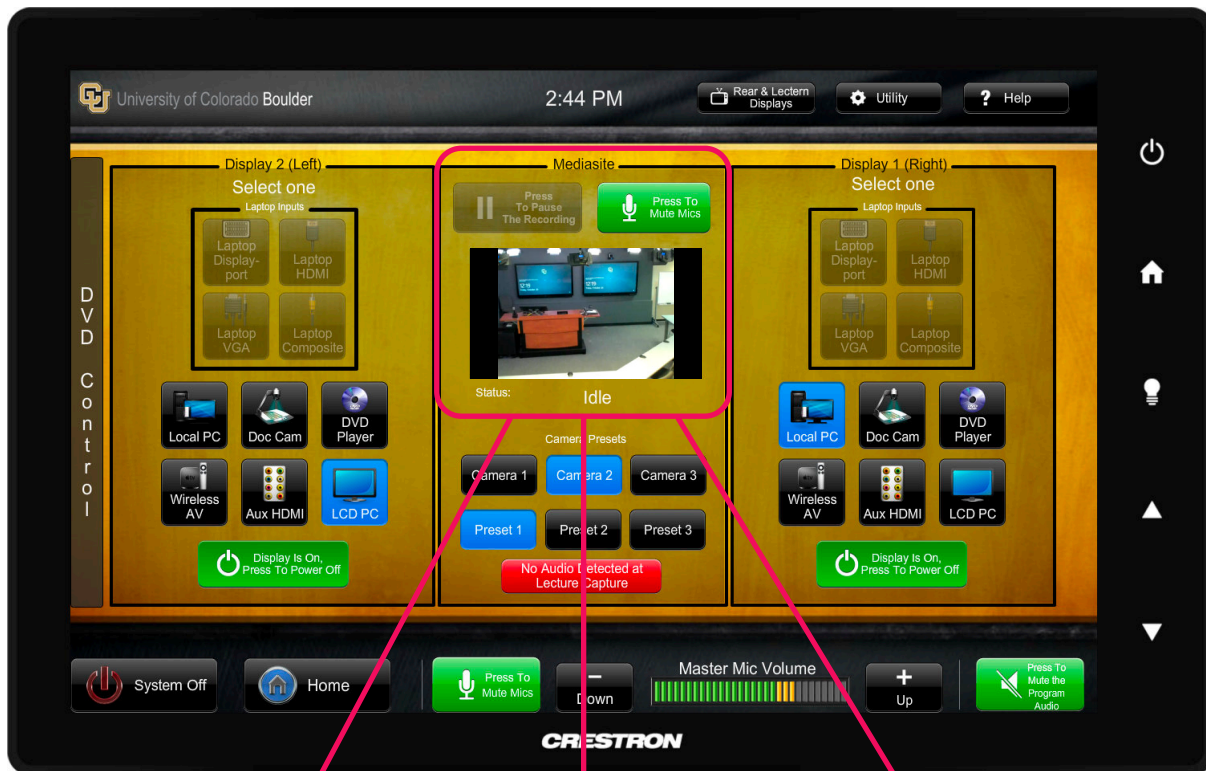 University of Colorado Boulder
2:44 PM
Rear & Lectern
Displays
Utility
? Help
DVD Control
Display 2 (Left)
Select one
Laptop Inputs
Laptop
Display-
port
Laptop
HDMI
Laptop
VGA
Laptop
Composite
Local PC
Doc Cam
DVD
Player
Wireless
AV
Aux HDMI
LCD PC
Display Is On,
Press To Power Off
Mediasite
Press
To Pause
The Recording
Press To
Mute Mics
Status:
Idle
Camera Presets
Camera 1
Camera 2
Camera 3
Preset 1
Preset 2
Preset 3
No Audio Detected at
Lecture Capture
Display 1 (Right)
Select one
Laptop Inputs
Laptop
Display-
port
Laptop
HDMI
Laptop
VGA
Laptop
Composite
Local PC
Doc Cam
DVD
Player
Wireless
AV
Aux HDMI
LCD PC
Display Is On,
Press To Power Off
System Off
Home
Press To
Mute Mics
Down
Master Mic Volume
Up
Press To
Mute the
Program
Audio
CRESTRON